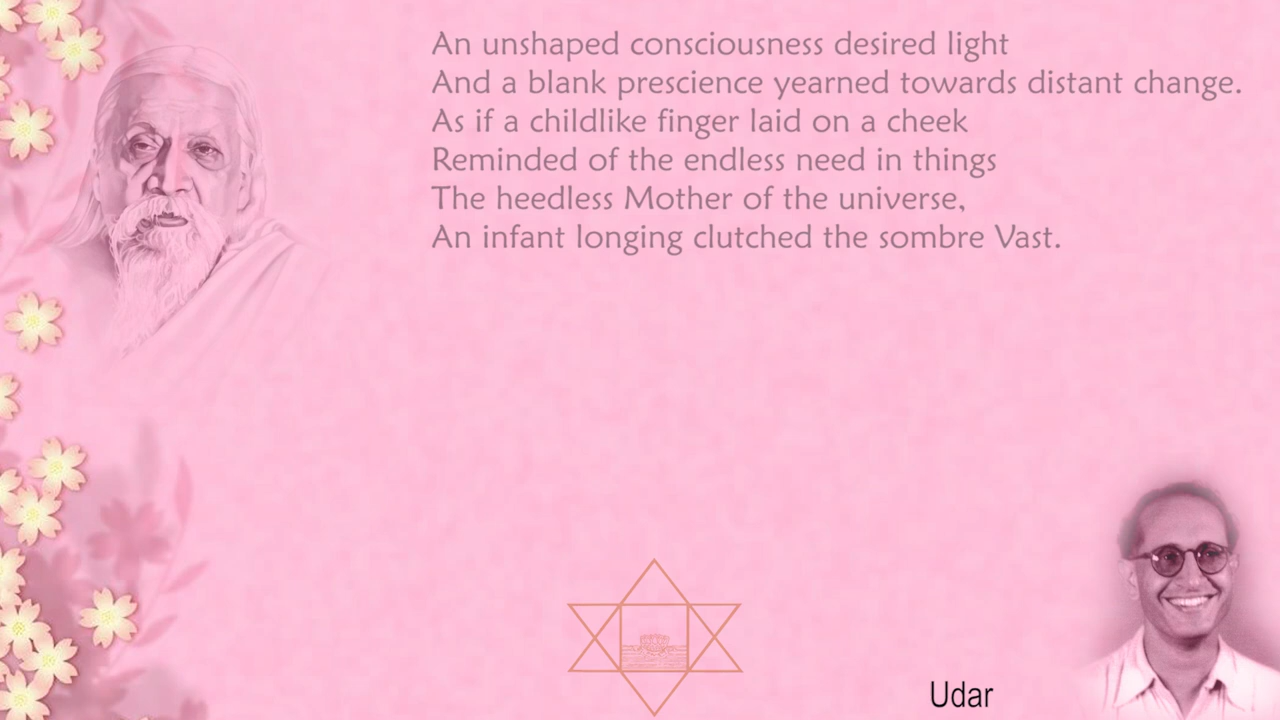 An unshaped consciousness desired light
And a blank prescience yearned towards distant change.
As if a childlike finger laid on a cheek
Reminded of the endless need in things
The heedless Mother of the universe,
An infant longing clutched the sombre Vast.
Udar